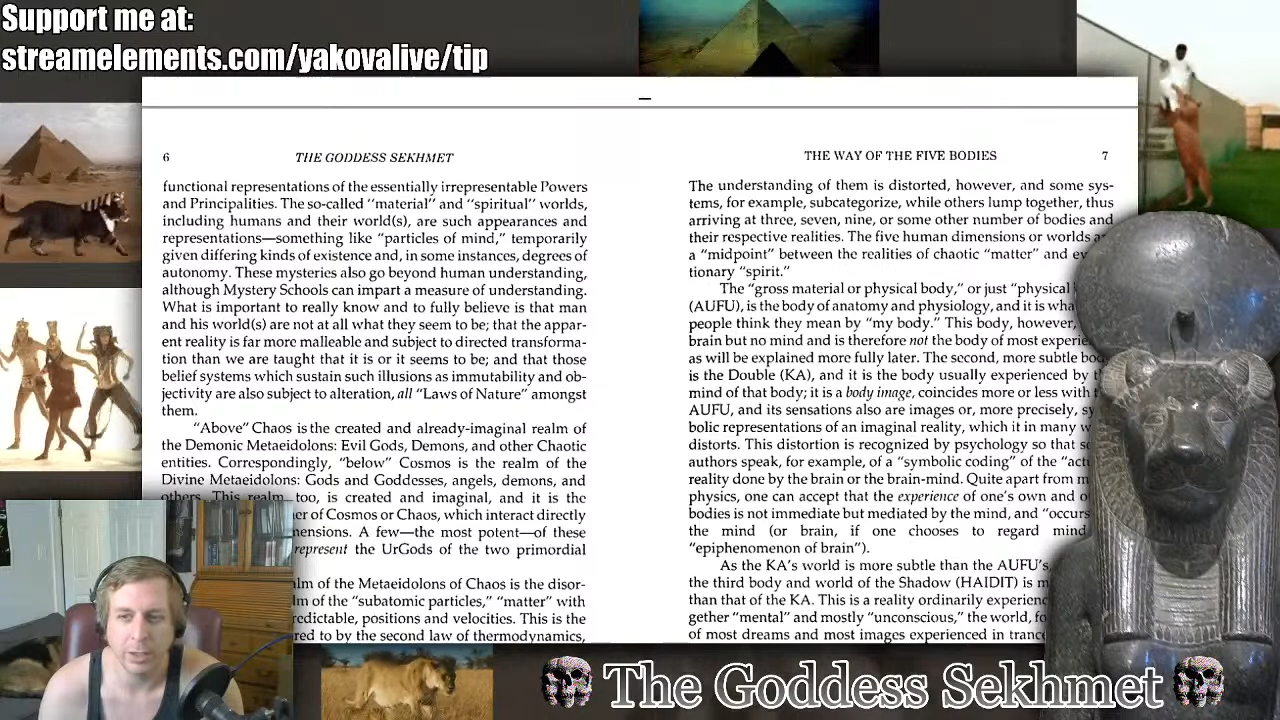 Support me at:
streamelements.com/yakovalive/tip
6 THE GODDESS SEKHMET
functional representations of the essentially irrepresentable Powers
and Principalities. The so-called “material” and “spiritual” worlds,
including humans and their world(s), are such appearances and
representations—something like “particles of mind,” temporarily
given differing kinds of existence and, in some instances, degrees of
autonomy. These mysteries also go beyond human understanding,
although Mystery Schools can impart a measure of understanding.
What is important to really know and to fully believe is that man
and his world(s) are not at all what they seem to be; that the appar-
ent reality is far more malleable and subject to directed transforma-
tion than we are taught that it is or it seems to be; and that those
belief systems which sustain such illusions as immutability and ob-
jectivity are also subject to alteration, all “Laws of Nature” amongst
them.
“Above” Chaos is the created and already-imaginal realm of
the Demonic Metaeidolons: Evil Gods, Demons, and other Chaotic
entities. Correspondingly, “below” Cosmos is the realm of the
Divine Metaeidolons: Gods and Goddesses, angels, demons, and
others. This realm, too, is created and imaginal, and it is the
of Cosmos or Chaos, which interact directly
A few—the most potent—of these
represent the UrGods of the two primordial
of the Metaeidolons of Chaos is the disor-
of the “subatomic particles,” “matter” with
positions and velocities. This is the
to by the second law of thermodynamics,
THE WAY OF THE FIVE BODIES 7
The understanding of them is distorted, however, and some sys-
tems, for example, subcategorize, while others lump together, thus
arriving at three, seven, nine, or some other number of bodies and
their respective realities. The five human dimensions or worlds
a “midpoint” between the realities of chaotic “matter” and
tionary “spirit.”
The “gross material or physical body,” or just “physical
(AUFU), is the body of anatomy and physiology, and it is
people think they mean by “my body.” This body, however,
brain but no mind and is therefore not the body of most
as will be explained more fully later. The second, more subtle
is the Double (KA), and it is the body usually experienced by
mind of that body; it is a body image, coincides more or less with
AUFU, and its sensations also are images or, more precisely,
bolic representations of an imaginal reality, which it in many
distorts. This distortion is recognized by psychology so that
authors speak, for example, of a “symbolic coding” of the
reality done by the brain or the brain-mind. Quite apart from
physics, one can accept that the experience of one's own and
bodies is not immediate but mediated by the mind, and “occurs
the mind (or brain, if one chooses to regard mind
“epiphenomenon of brain”).
As the KA's world is more subtle than the AUFU's,
the third body and world of the Shadow (HAIDIT) is
than that of the KA. This is a reality ordinarily
gether “mental” and mostly “unconscious,” the world,
of most dreams and most images experienced in trance
The Goddess Sekhmet